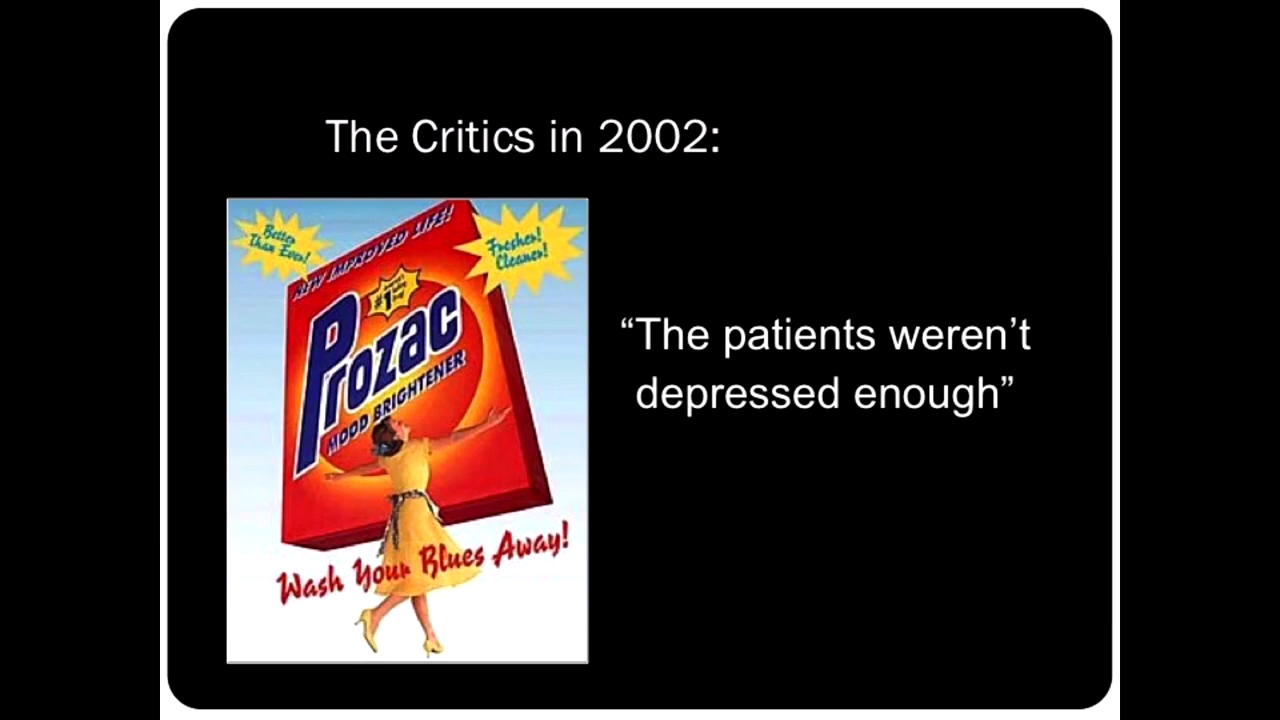 The Critics in 2002:
Better
Than Ever!
NEW IMPROVED LIFE!
Fresher!
Cleaner!
#1
Prozac
MOOD BRIGHTENER
Wash Your Blues Away!
“The patients weren’t
depressed enough”